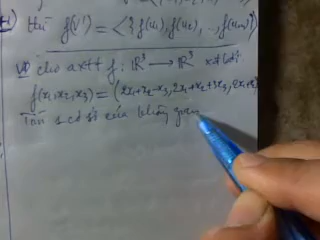 thì f(V') = <{f(u₁), f(u₂), ... f(uₘ)}>
VD cho axtt f: ℝ³ → ℝ³ xác định
f(x₁,x₂,x₃) = (2x₁+x₂-x₃, 2x₁+x₂+3x₃, 2x₁+
Tìm 1 cơ sở của không gian